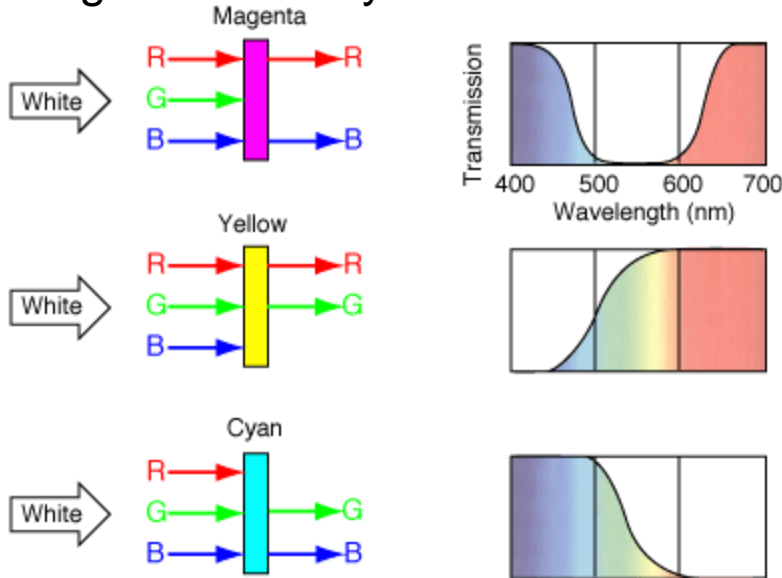 Magenta
R
R
White
G
B
B
Transmission
400 500 600 700
Wavelength (nm)
Yellow
R
R
White
G
G
B
Cyan
R
White
G
G
B
B